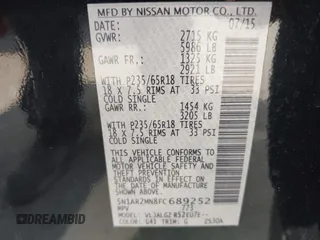 MFD BY NISSAN MOTOR CO., LTD.
DATE: 07/15
GVWR: 2715 KG
5986 LB
GAWR FR.: 1325 KG
2921 LB
WITH P235/65R18 TIRES
18 X 7.5 RIMS AT 33 PSI
COLD SINGLE
GAWR RR.: 1454 KG
3205 LB
WITH P235/65R18 TIRES
18 X 7.5 RIMS AT 33 PSI
COLD SINGLE
THIS VEHICLE CONFORMS TO ALL
APPLICABLE FEDERAL MOTOR
VEHICLE SAFETY AND THEFT
PREVENTION STANDARDS IN
EFFECT ON THE DATE OF
MANUFACTURE SHOWN ABOVE.
5N1AR2MN8FC689252
MPV
MODEL:
COLOR: G41 TRIM: G
DREAMBID